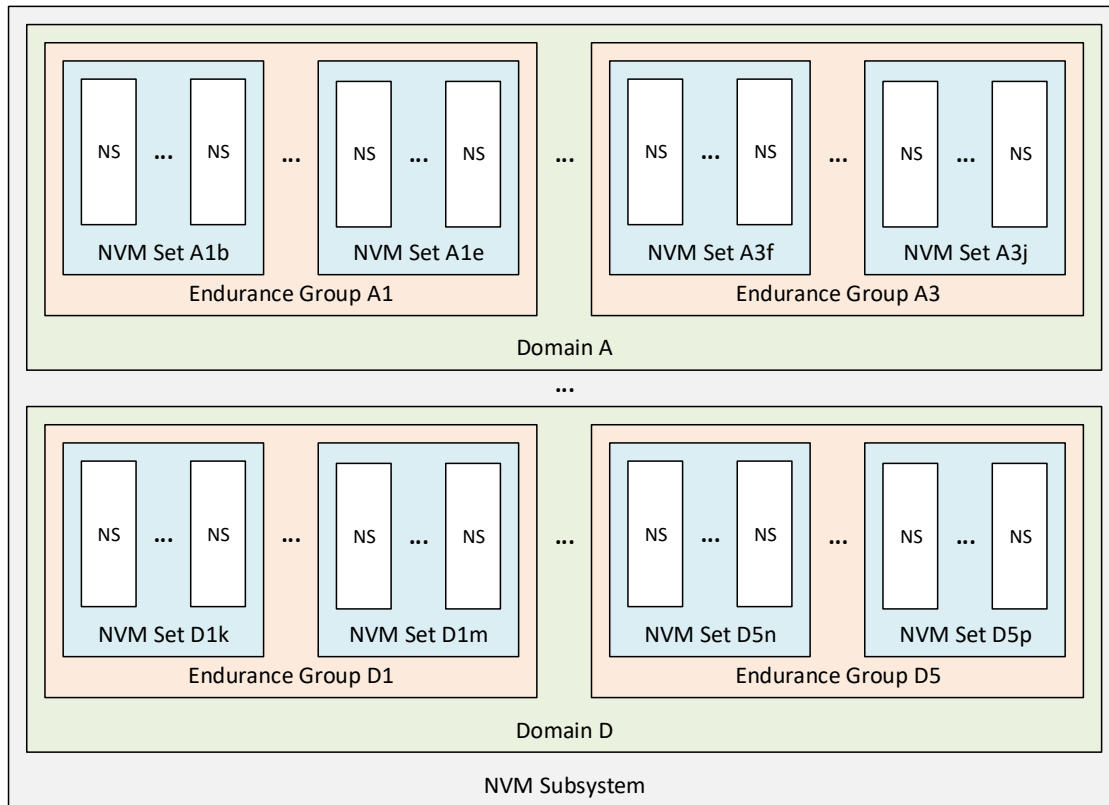 NS ... NS ... NS ... NS ... NS ... NS ... NS ... NS
NVM Set A1b NVM Set A1e NVM Set A3f NVM Set A3j
Endurance Group A1 Endurance Group A3
Domain A
...
NS ... NS ... NS ... NS ... NS ... NS ... NS ... NS
NVM Set D1k NVM Set D1m NVM Set D5n NVM Set D5p
Endurance Group D1 Endurance Group D5
Domain D
NVM Subsystem